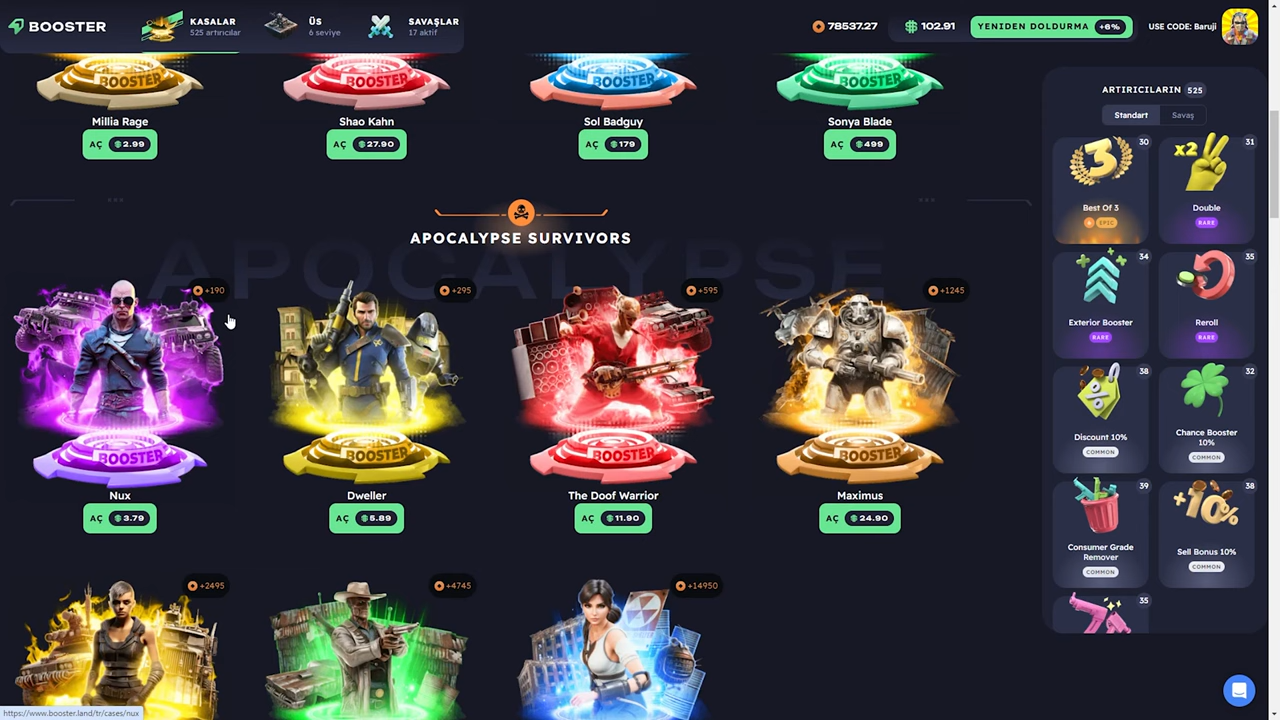 BOOSTER
KASALAR
525 artırıcılar
ÜS
6 seviye
SAVAŞLAR
17 aktif
78537.27
102.91
YENİDEN DOLDURMA +6%
USE CODE: Baruji
BOOSTER
BOOSTER
BOOSTER
BOOSTER
Millia Rage
Shao Kahn
Sol Badguy
Sonya Blade
AÇ 2.99
AÇ 27.90
AÇ 179
AÇ 499
APOCALYPSE SURVIVORS
APOCALYPSE
+190
+295
+595
+1245
BOOSTER
BOOSTER
BOOSTER
BOOSTER
Nux
Dweller
The Doof Warrior
Maximus
AÇ 3.79
AÇ 5.89
AÇ 11.90
AÇ 24.90
+2495
+4745
+14950
ARTIRICILARIN 525
Standart
Savaş
30
3
Best Of 3
EPIC
31
x2
Double
RARE
34
Exterior Booster
RARE
35
Reroll
RARE
38
%
Discount 10%
COMMON
32
Chance Booster
10%
COMMON
39
Consumer Grade
Remover
COMMON
38
+10%
Sell Bonus 10%
COMMON
35
https://www.booster.land/tr/cases/nux